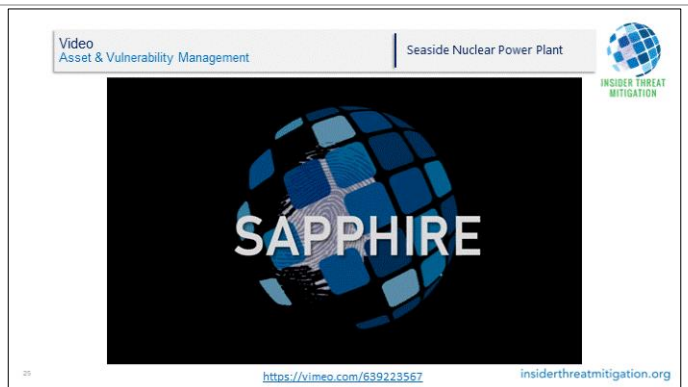 Video
Asset & Vulnerability Management
Seaside Nuclear Power Plant
INSIDER THREAT
MITIGATION
SAPPHIRE
25
https://vimeo.com/639223567
insiderthreatmitigation.org